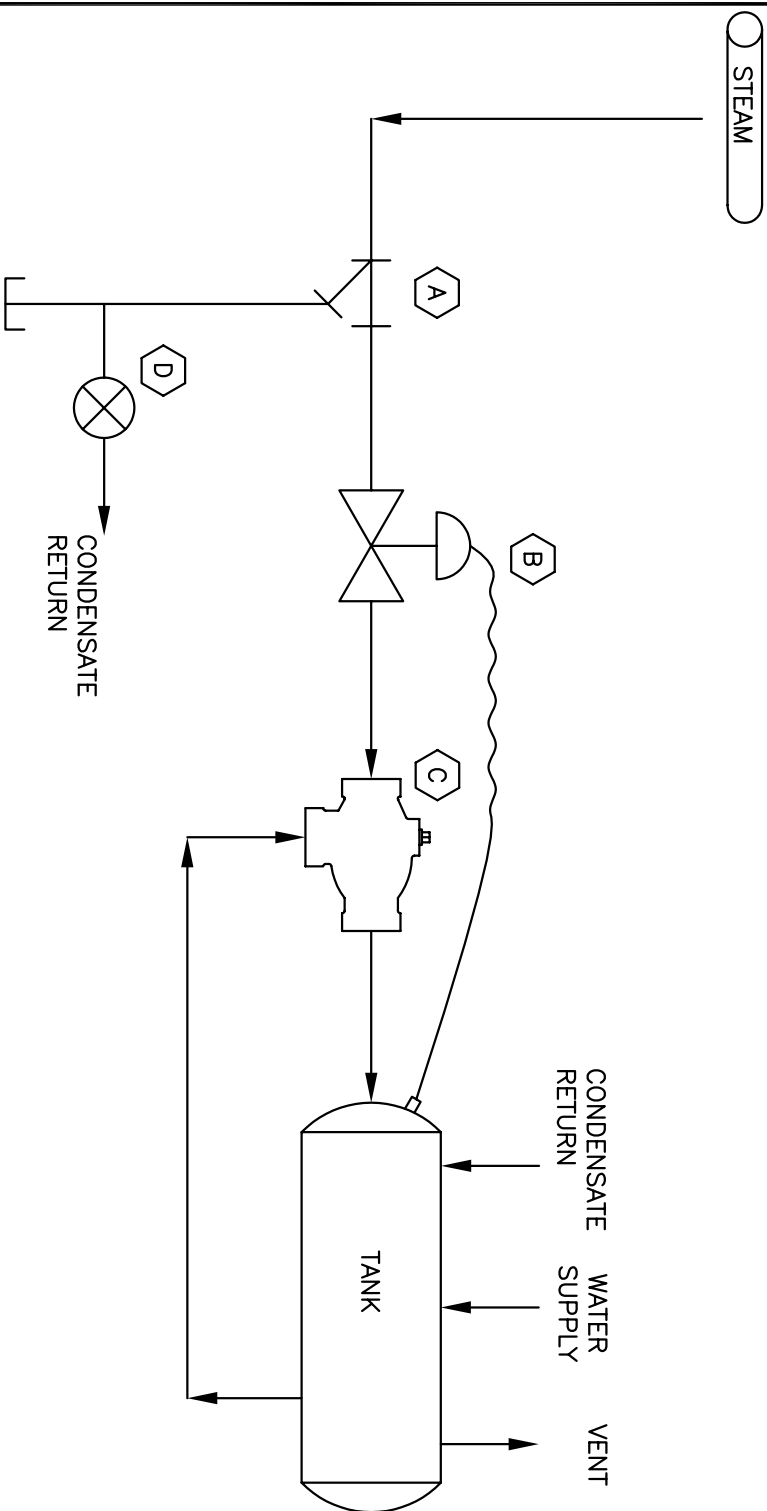 STEAM
A
B
C
D
CONDENSATE
RETURN
TANK
CONDENSATE
RETURN
WATER
SUPPLY
VENT